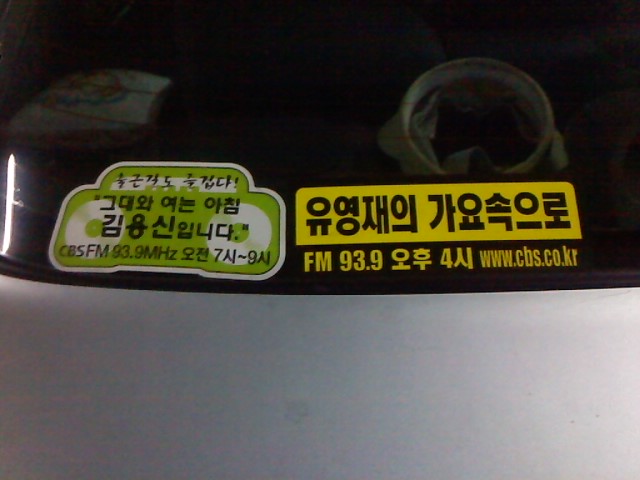 출근길도 즐겁다!
"그대와 여는 아침
김용신입니다."
CBSFM 93.9MHz 오전 7시~9시
유영재의 가요속으로
FM 93.9 오후 4시 www.cbs.co.kr